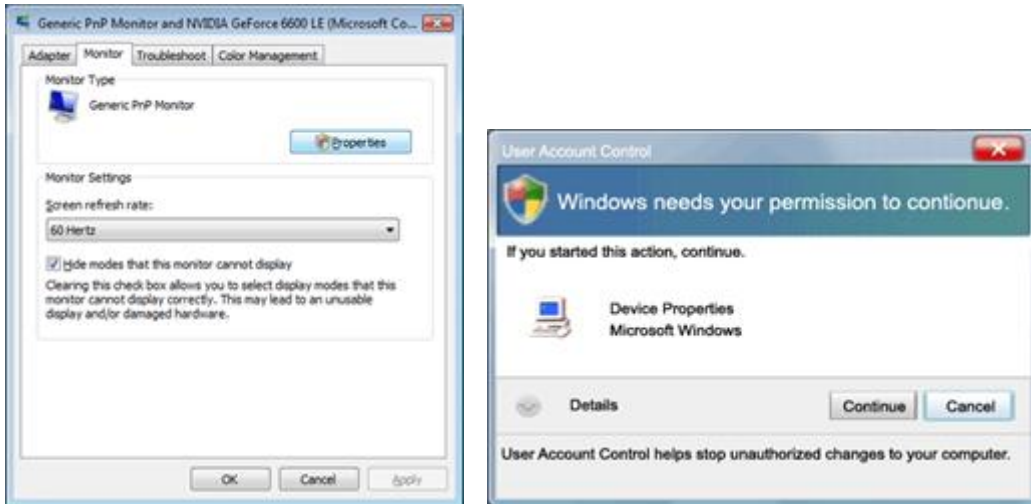 Generic PnP Monitor and NVIDIA GeForce 6600 LE (Microsoft Co...
Adapter Monitor Troubleshoot Color Management
Monitor Type
Generic PnP Monitor
Properties
Monitor Settings
Screen refresh rate:
60 Hertz
Hide modes that this monitor cannot display
Clearing this check box allows you to select display modes that this
monitor cannot display correctly. This may lead to an unusable
display and/or damaged hardware.
OK Cancel Apply
User Account Control
Windows needs your permission to contionue.
If you started this action, continue.
Device Properties
Microsoft Windows
Details Continue Cancel
User Account Control helps stop unauthorized changes to your computer.